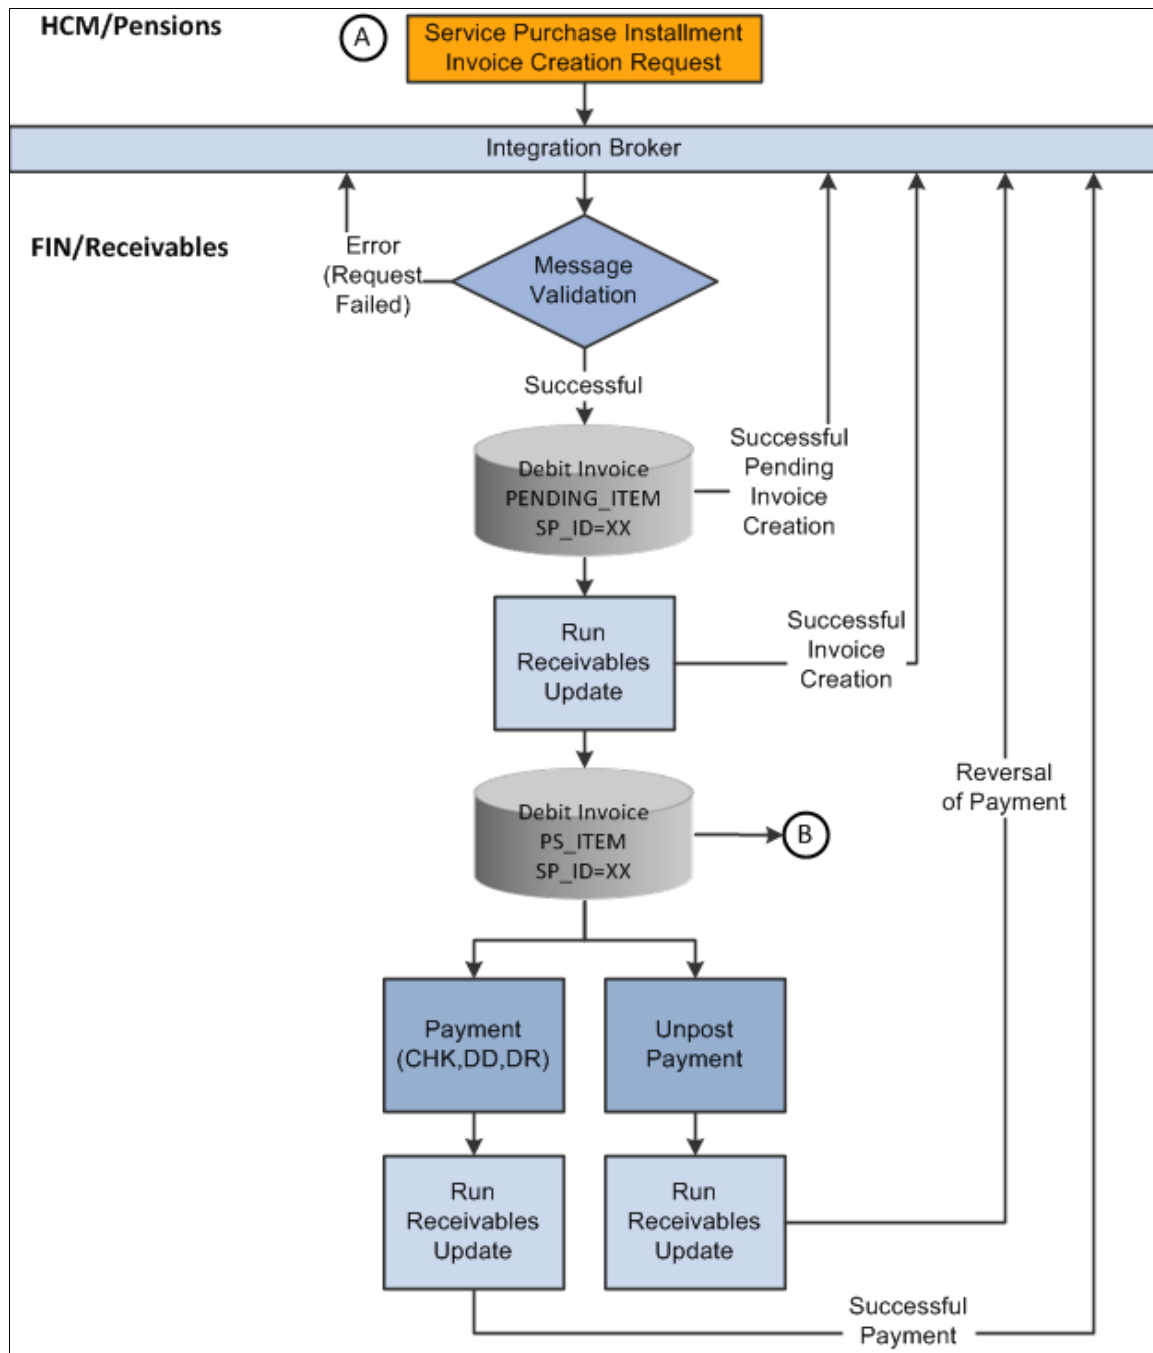 HCM/Pensions
A
Service Purchase Installment
Invoice Creation Request
Integration Broker
FIN/Receivables
Error
(Request
Failed)
Message
Validation
Successful
Debit Invoice
PENDING_ITEM
SP_ID=XX
Successful
Pending
Invoice
Creation
Run
Receivables
Update
Successful
Invoice
Creation
Debit Invoice
PS_ITEM
SP_ID=XX
B
Reversal
of Payment
Payment
(CHK,DD,DR)
Unpost
Payment
Run
Receivables
Update
Run
Receivables
Update
Successful
Payment